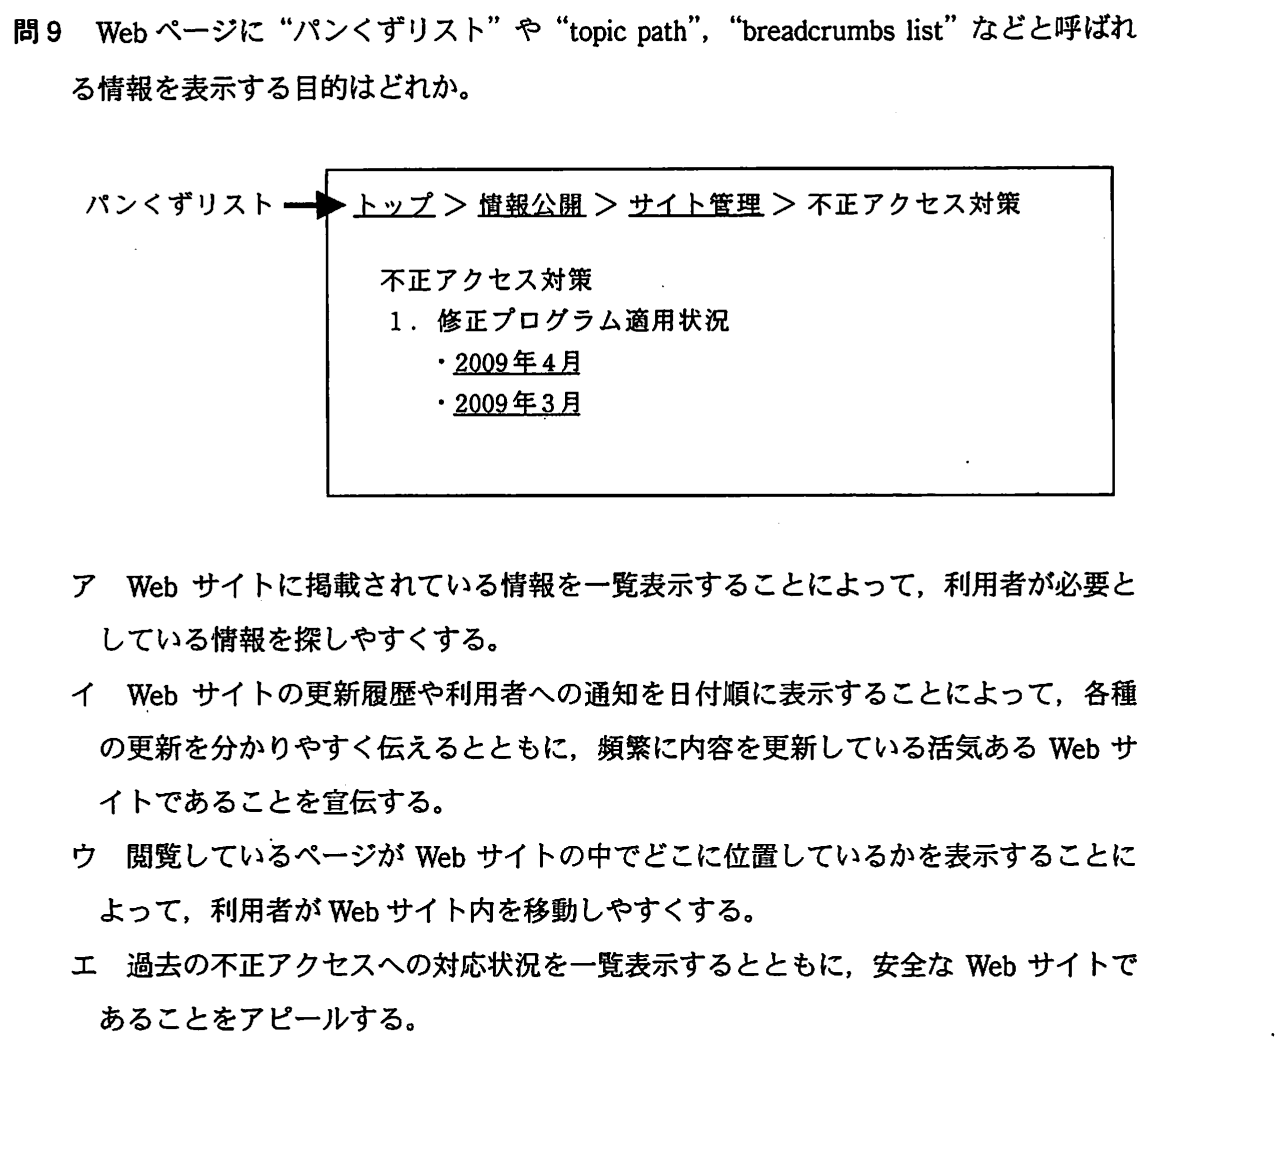 問9 Webページに“パンくずリスト”や“topic path”，“breadcrumbs list”などと呼ばれ
る情報を表示する目的はどれか。
パンくずリスト
トップ ＞ 情報公開 ＞ サイト管理 ＞ 不正アクセス対策
不正アクセス対策
１．修正プログラム適用状況
・2009年4月
・2009年3月
ア Web サイトに掲載されている情報を一覧表示することによって，利用者が必要と
している情報を探しやすくする。
イ Web サイトの更新履歴や利用者への通知を日付順に表示することによって，各種
の更新を分かりやすく伝えるとともに，頻繁に内容を更新している活気ある Web サ
イトであることを宣伝する。
ウ 閲覧しているページが Web サイトの中でどこに位置しているかを表示することに
よって，利用者が Web サイト内を移動しやすくする。
エ 過去の不正アクセスへの対応状況を一覧表示するとともに，安全な Web サイトで
あることをアピールする。